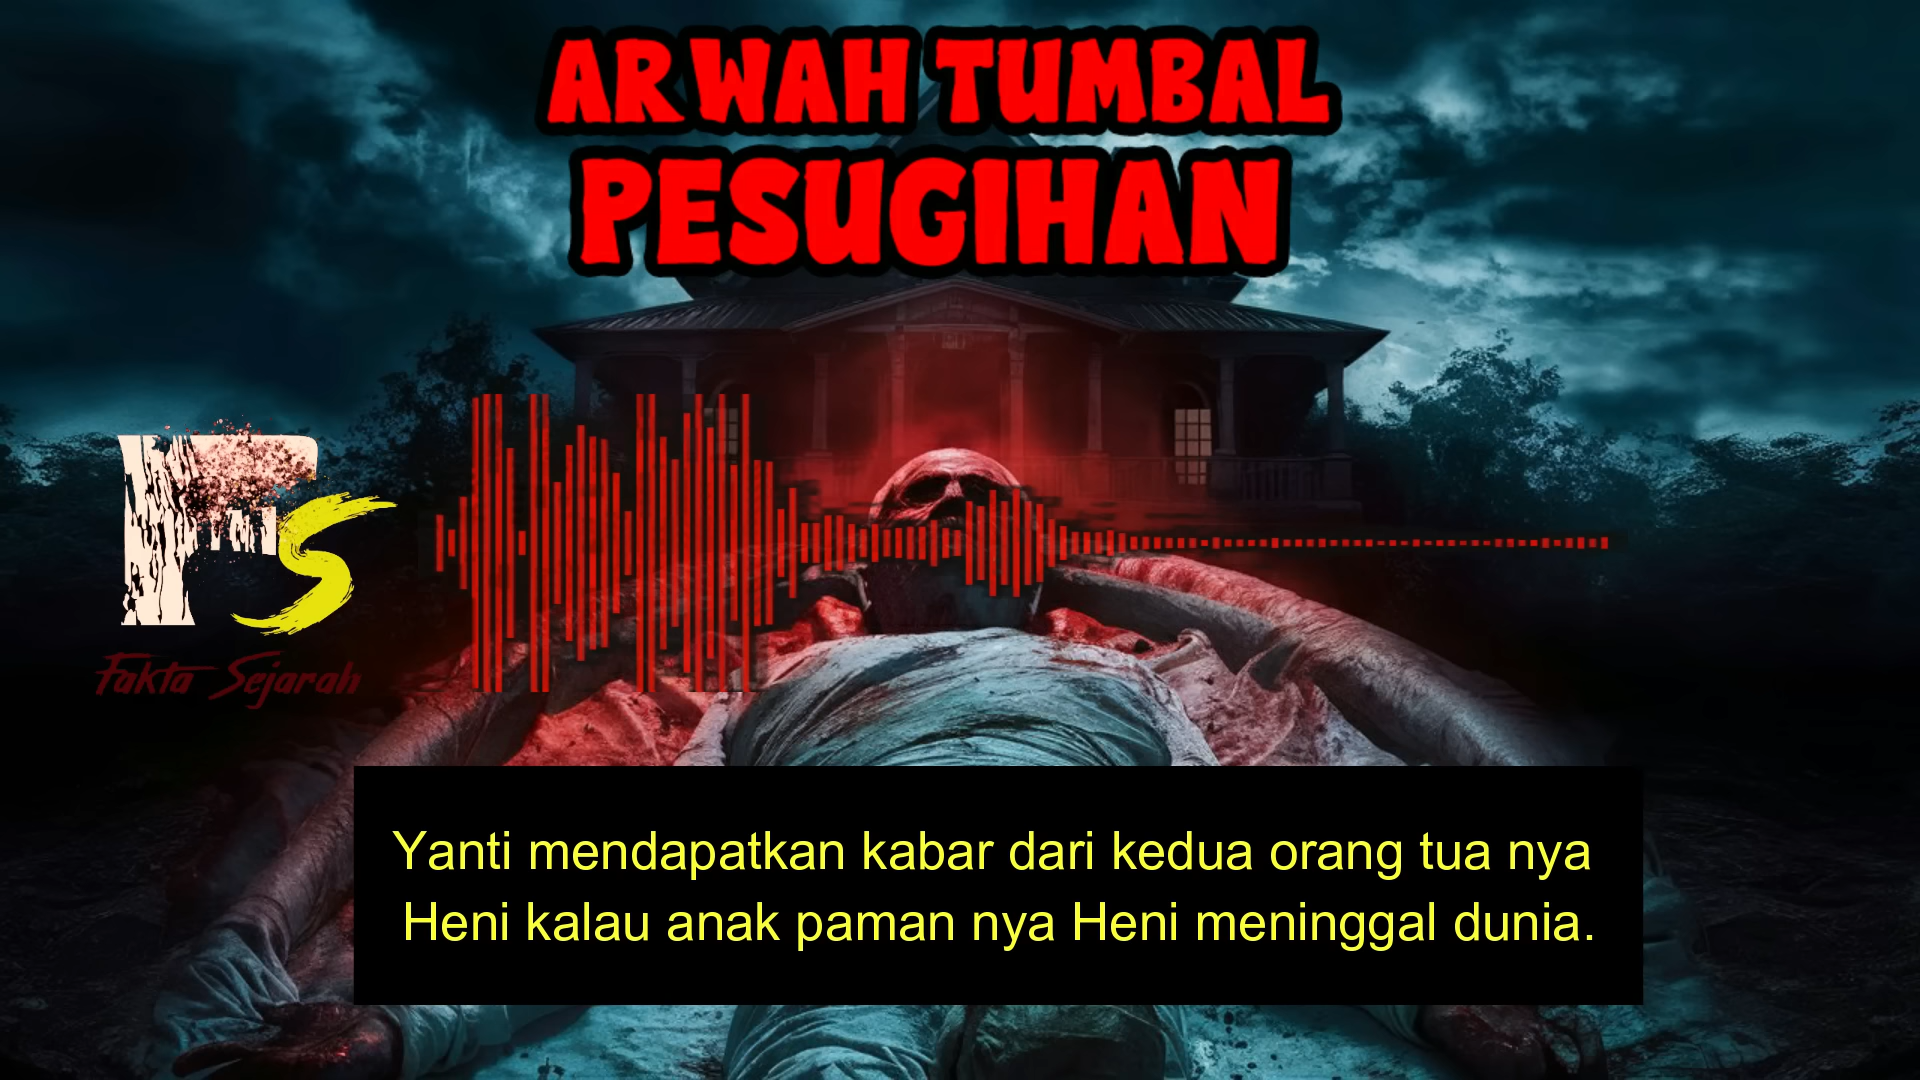 ARWAH TUMBAL
PESUGIHAN
FS
Fakta Sejarah
Yanti mendapatkan kabar dari kedua orang tua nya
Heni kalau anak paman nya Heni meninggal dunia.